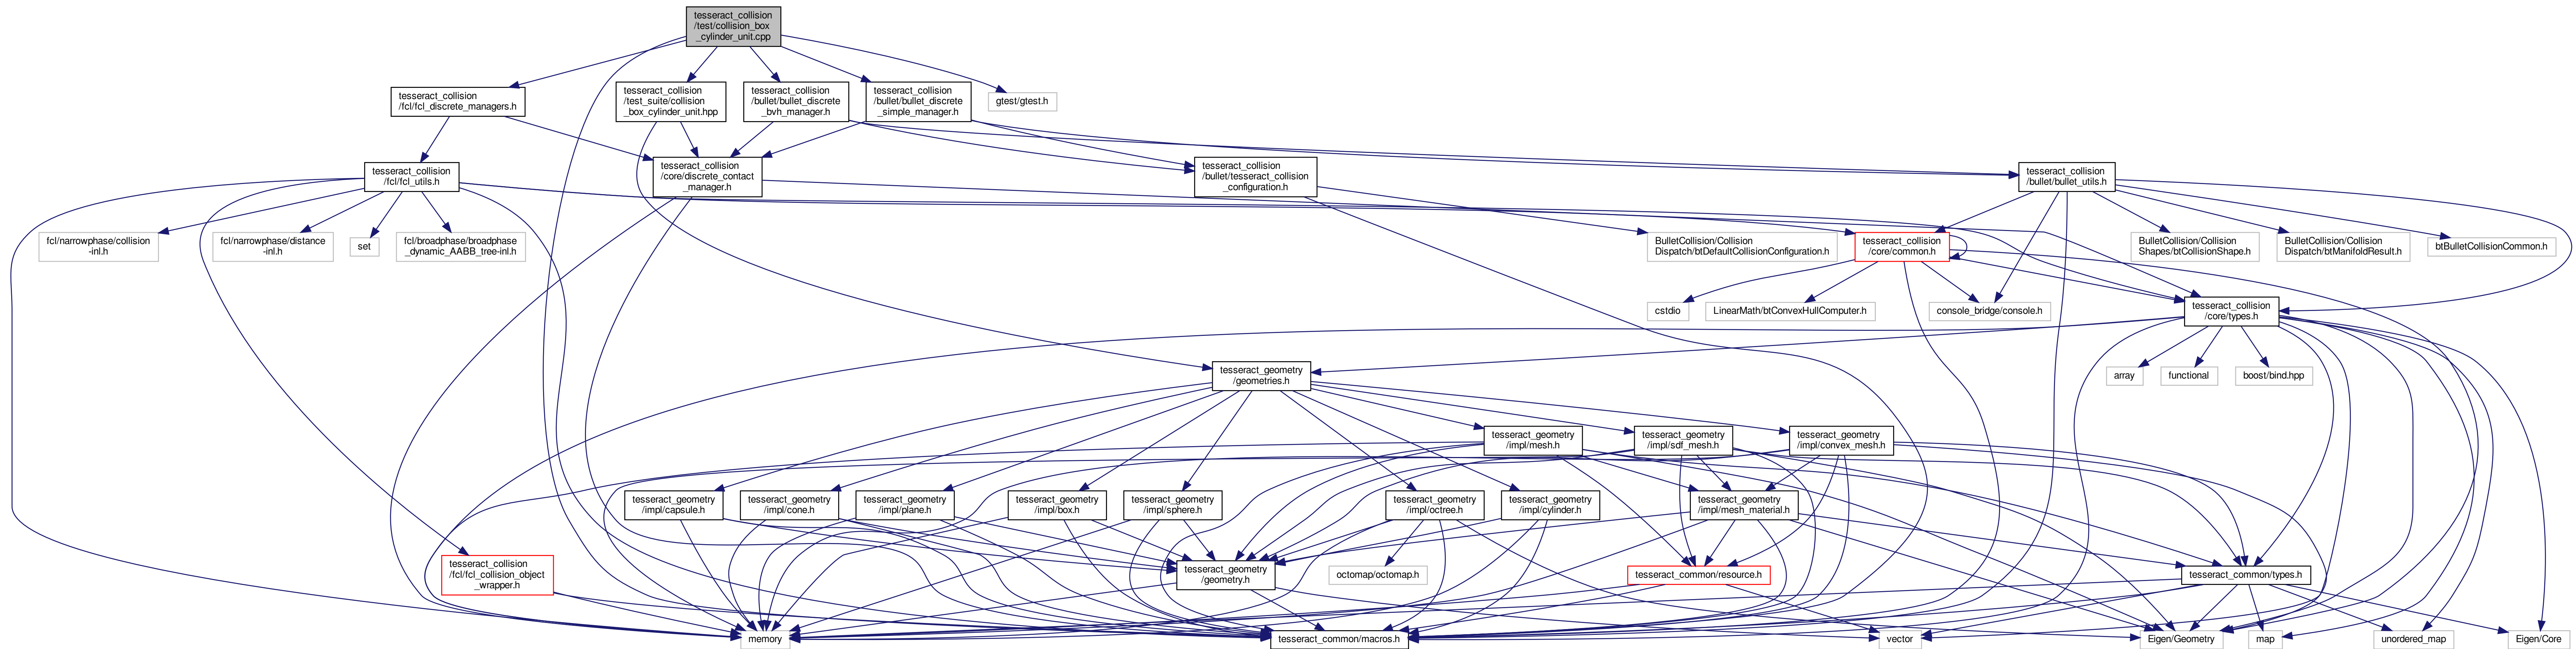 tesseract_collision
/test/collision_box
_cylinder_unit.cpp
tesseract_collision
/fcl/fcl_discrete_managers.h
tesseract_collision
/test_suite/collision
_box_cylinder_unit.hpp
tesseract_collision
/bullet/bullet_discrete
_bvh_manager.h
tesseract_collision
/bullet/bullet_discrete
_simple_manager.h
gtest/gtest.h
tesseract_collision
/fcl/fcl_utils.h
tesseract_collision
/core/discrete_contact
_manager.h
tesseract_collision
/bullet/tesseract_collision
_configuration.h
tesseract_collision
/bullet/bullet_utils.h
fcl/narrowphase/collision
-inl.h
fcl/narrowphase/distance
-inl.h
set
fcl/broadphase/broadphase
_dynamic_AABB_tree-inl.h
BulletCollision/Collision
Dispatch/btDefaultCollisionConfiguration.h
tesseract_collision
/core/common.h
BulletCollision/Collision
Shapes/btCollisionShape.h
BulletCollision/Collision
Dispatch/btManifoldResult.h
btBulletCollisionCommon.h
cstdio
LinearMath/btConvexHullComputer.h
console_bridge/console.h
tesseract_collision
/core/types.h
tesseract_geometry
/geometries.h
array
functional
boost/bind.hpp
tesseract_geometry
/impl/mesh.h
tesseract_geometry
/impl/sdf_mesh.h
tesseract_geometry
/impl/convex_mesh.h
tesseract_geometry
/impl/capsule.h
tesseract_geometry
/impl/cone.h
tesseract_geometry
/impl/plane.h
tesseract_geometry
/impl/box.h
tesseract_geometry
/impl/sphere.h
tesseract_geometry
/impl/octree.h
tesseract_geometry
/impl/cylinder.h
tesseract_geometry
/impl/mesh_material.h
tesseract_collision
/fcl/fcl_collision_object
_wrapper.h
tesseract_geometry
/geometry.h
octomap/octomap.h
tesseract_common/resource.h
tesseract_common/types.h
memory
tesseract_common/macros.h
vector
Eigen/Geometry
map
unordered_map
Eigen/Core